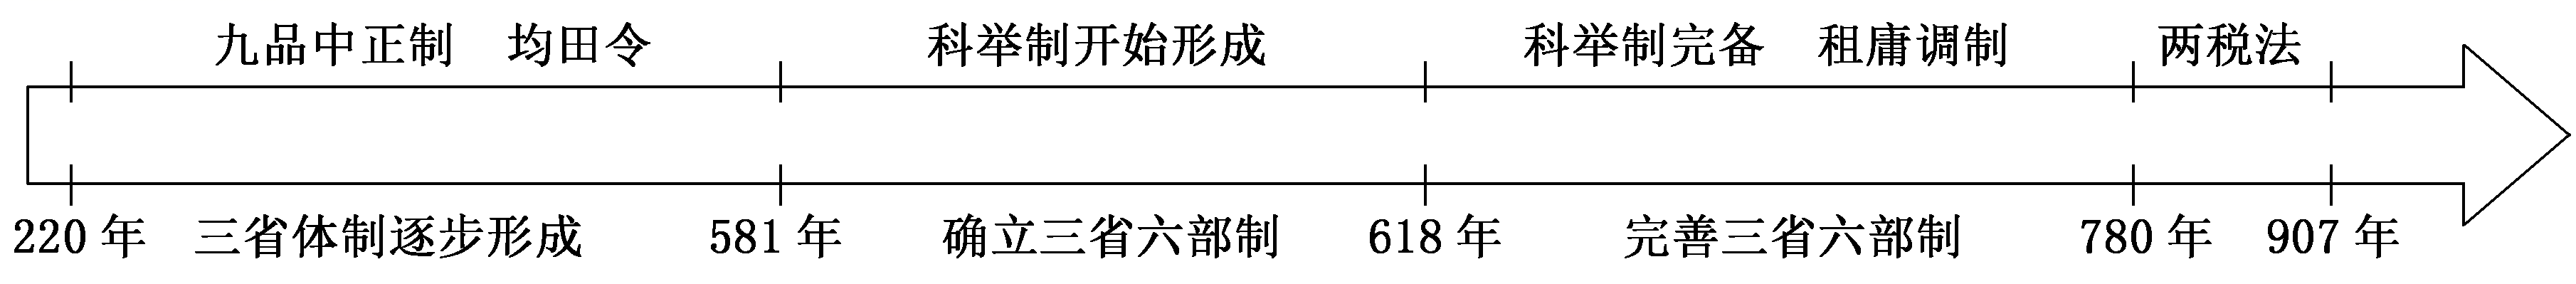 九品中正制 均田令 科举制开始形成 科举制完备 租庸调制 两税法
220年 三省体制逐步形成 581年 确立三省六部制 618年 完善三省六部制 780年 907年